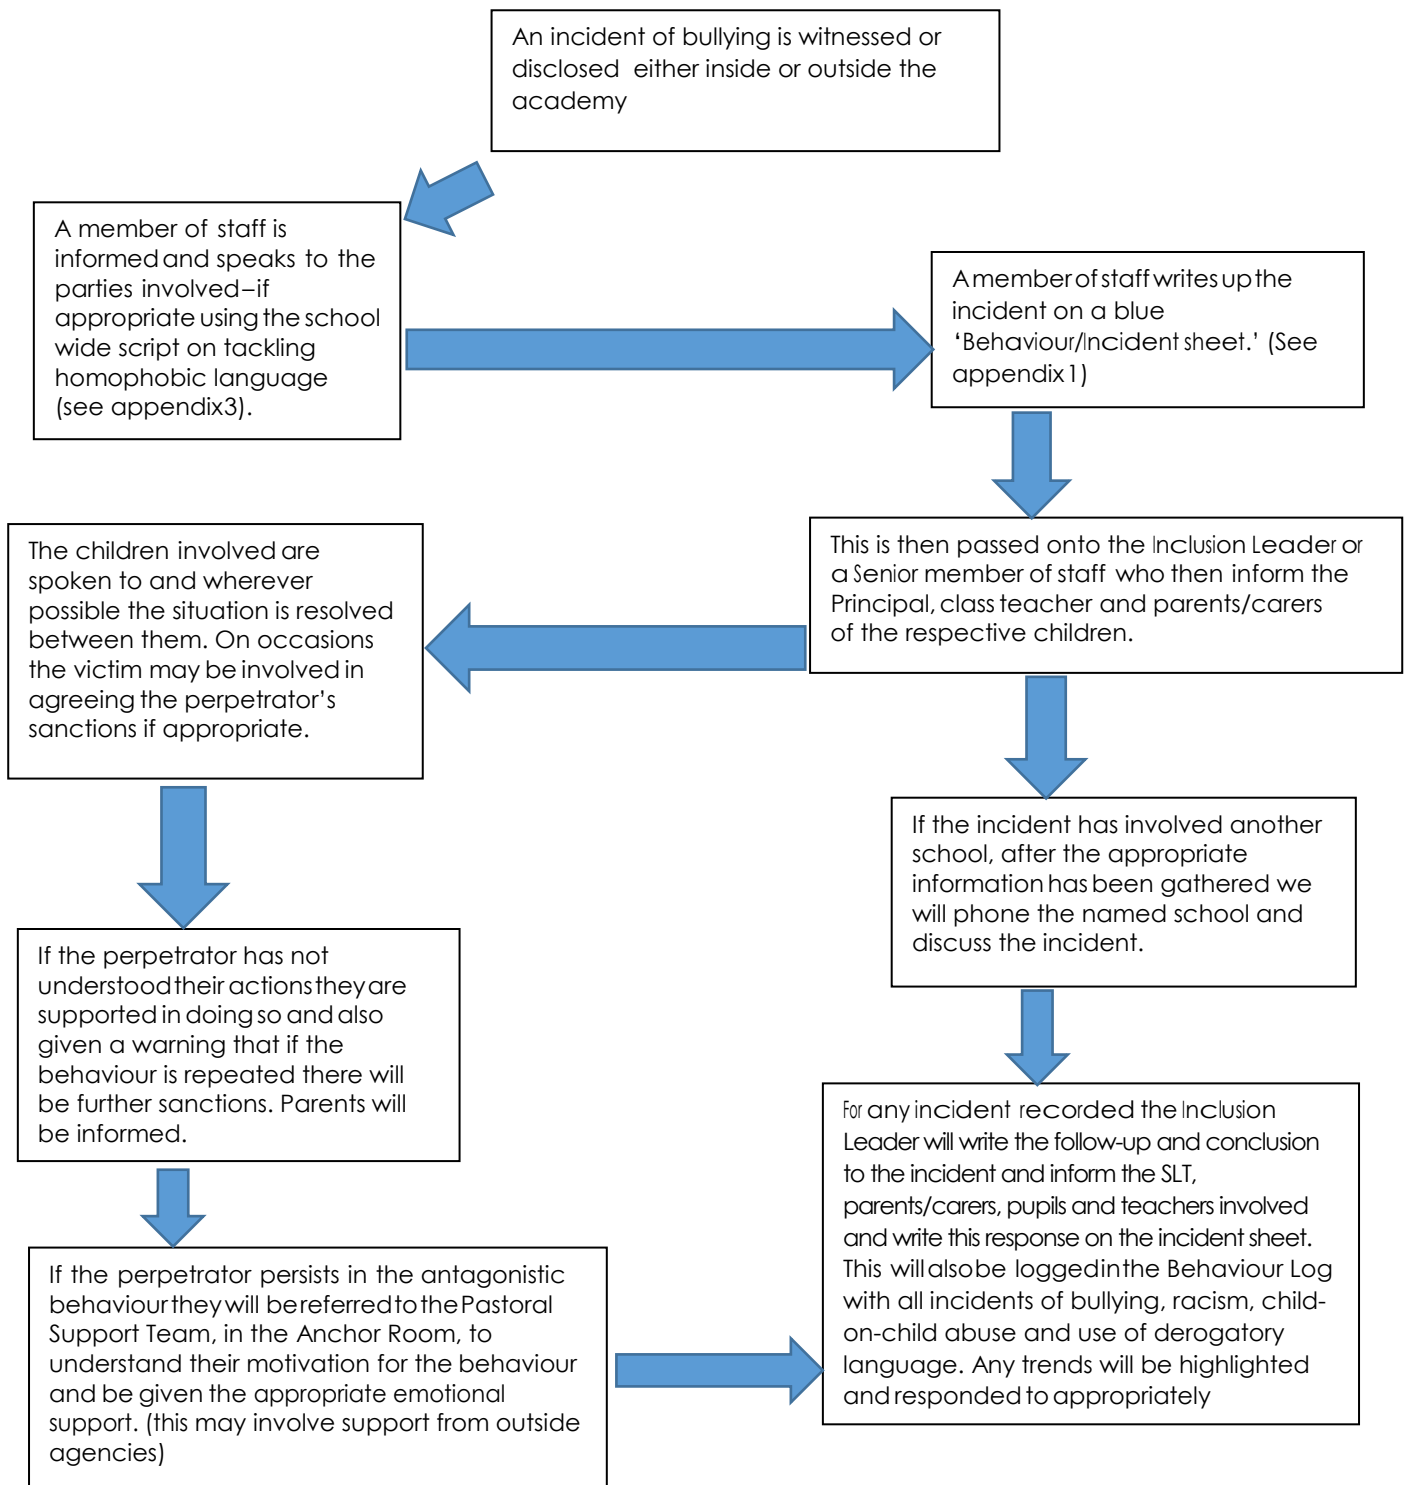 An incident of bullying is witnessed or
disclosed either inside or outside the
academy
A member of staff is
informed and speaks to the
parties involved – if
appropriate using the school
wide script on tackling
homophobic language
(see appendix3).
A member of staff writes up the
incident on a blue
‘Behaviour/Incident sheet.’ (See
appendix1)
This is then passed onto the Inclusion Leader or
a Senior member of staff who then inform the
Principal, class teacher and parents/carers
of the respective children.
The children involved are
spoken to and wherever
possible the situation is resolved
between them. On occasions
the victim may be involved in
agreeing the perpetrator’s
sanctions if appropriate.
If the incident has involved another
school, after the appropriate
information has been gathered we
will phone the named school and
discuss the incident.
If the perpetrator has not
understood their actions they are
supported in doing so and also
given a warning that if the
behaviour is repeated there will
be further sanctions. Parents will
be informed.
If the perpetrator persists in the antagonistic
behaviour they will be referred to the Pastoral
Support Team, in the Anchor Room, to
understand their motivation for the behaviour
and be given the appropriate emotional
support. (this may involve support from outside
agencies)
For any incident recorded the Inclusion
Leader will write the follow-up and conclusion
to the incident and inform the SLT,
parents/carers, pupils and teachers involved
and write this response on the incident sheet.
This will also be logged in the Behaviour Log
with all incidents of bullying, racism, child-
on-child abuse and use of derogatory
language. Any trends will be highlighted
and responded to appropriately